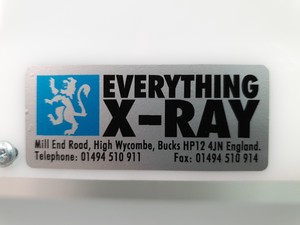 EVERYTHING
X-RAY
Mill End Road, High Wycombe, Bucks HP12 4JN England.
Telephone: 01494 510 911 Fax: 01494 510 914